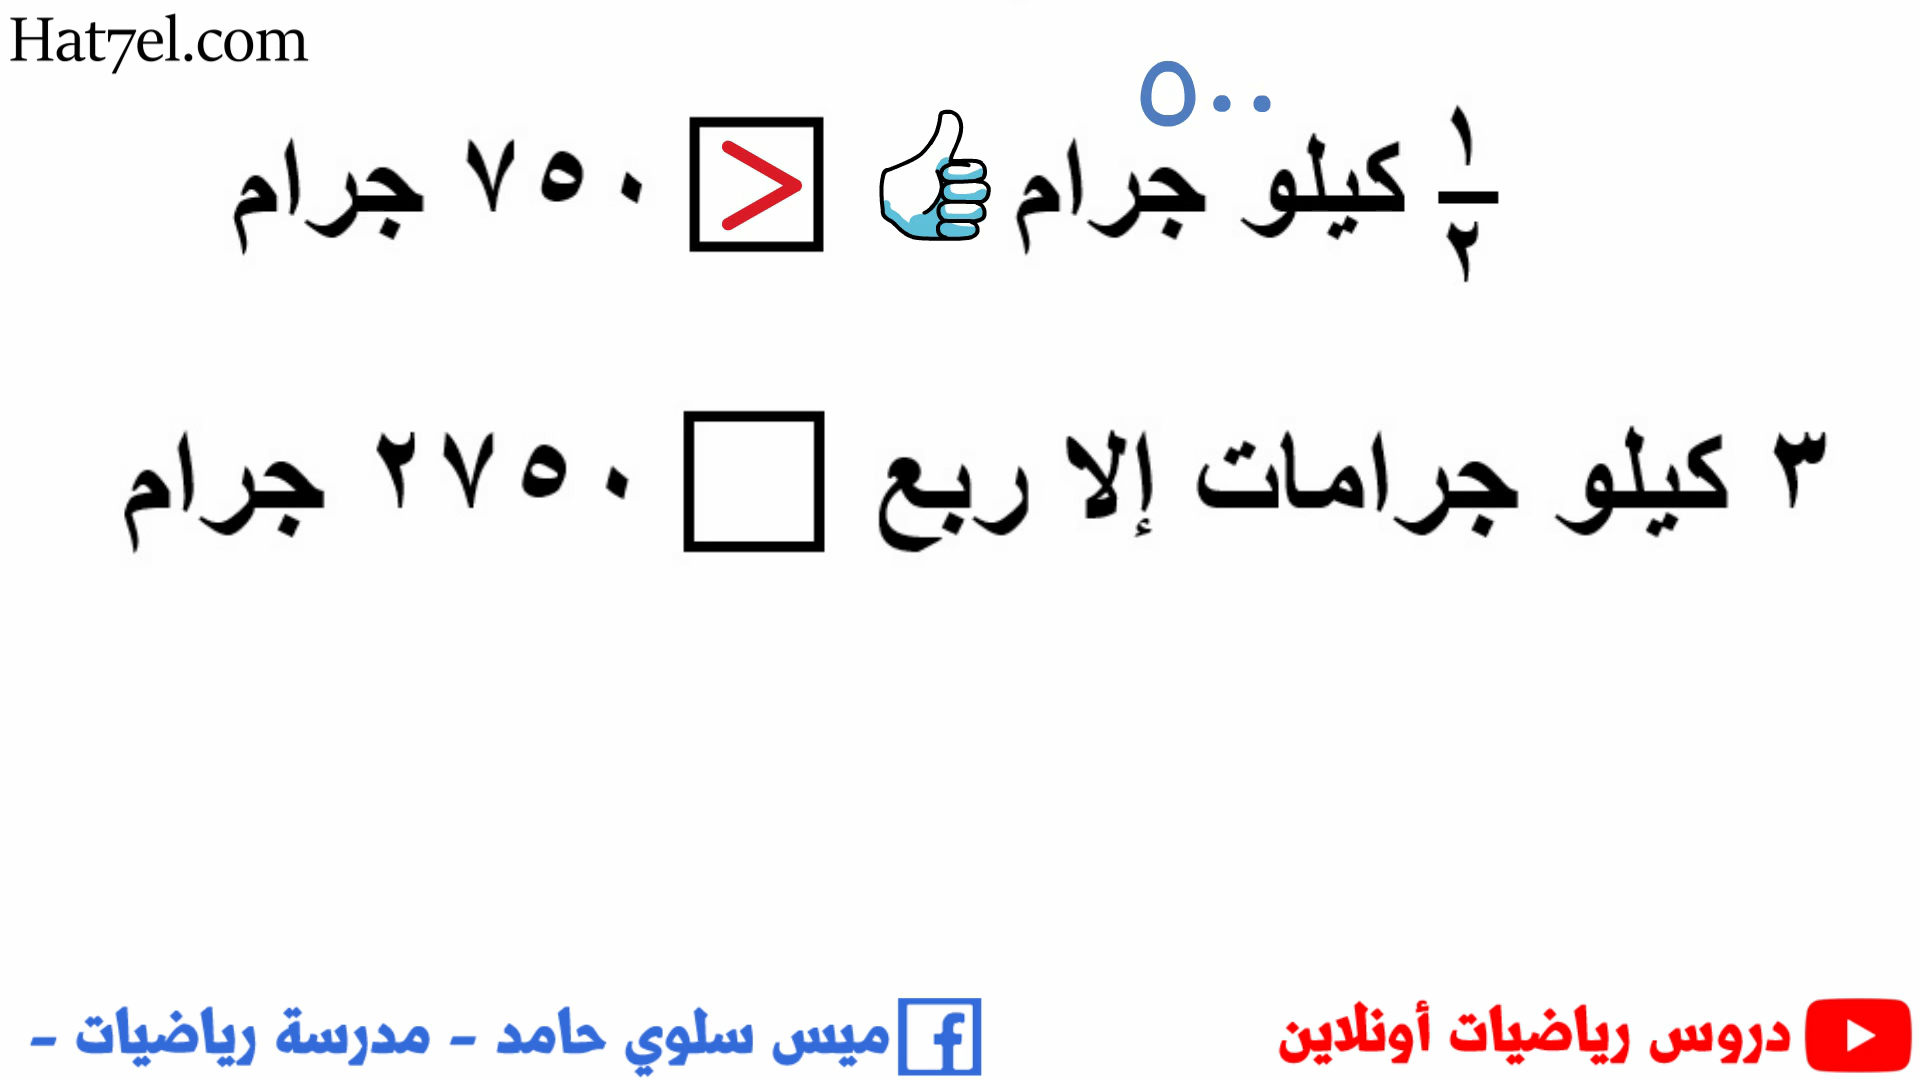 Hat7el.com
٥٠٠
١/٢ كيلو جرام > ٧٥٠ جرام
٣ كيلو جرامات إلا ربع □ ٢٧٥٠ جرام
دروس رياضيات أونلاين
ميس سلوي حامد - مدرسة رياضيات -